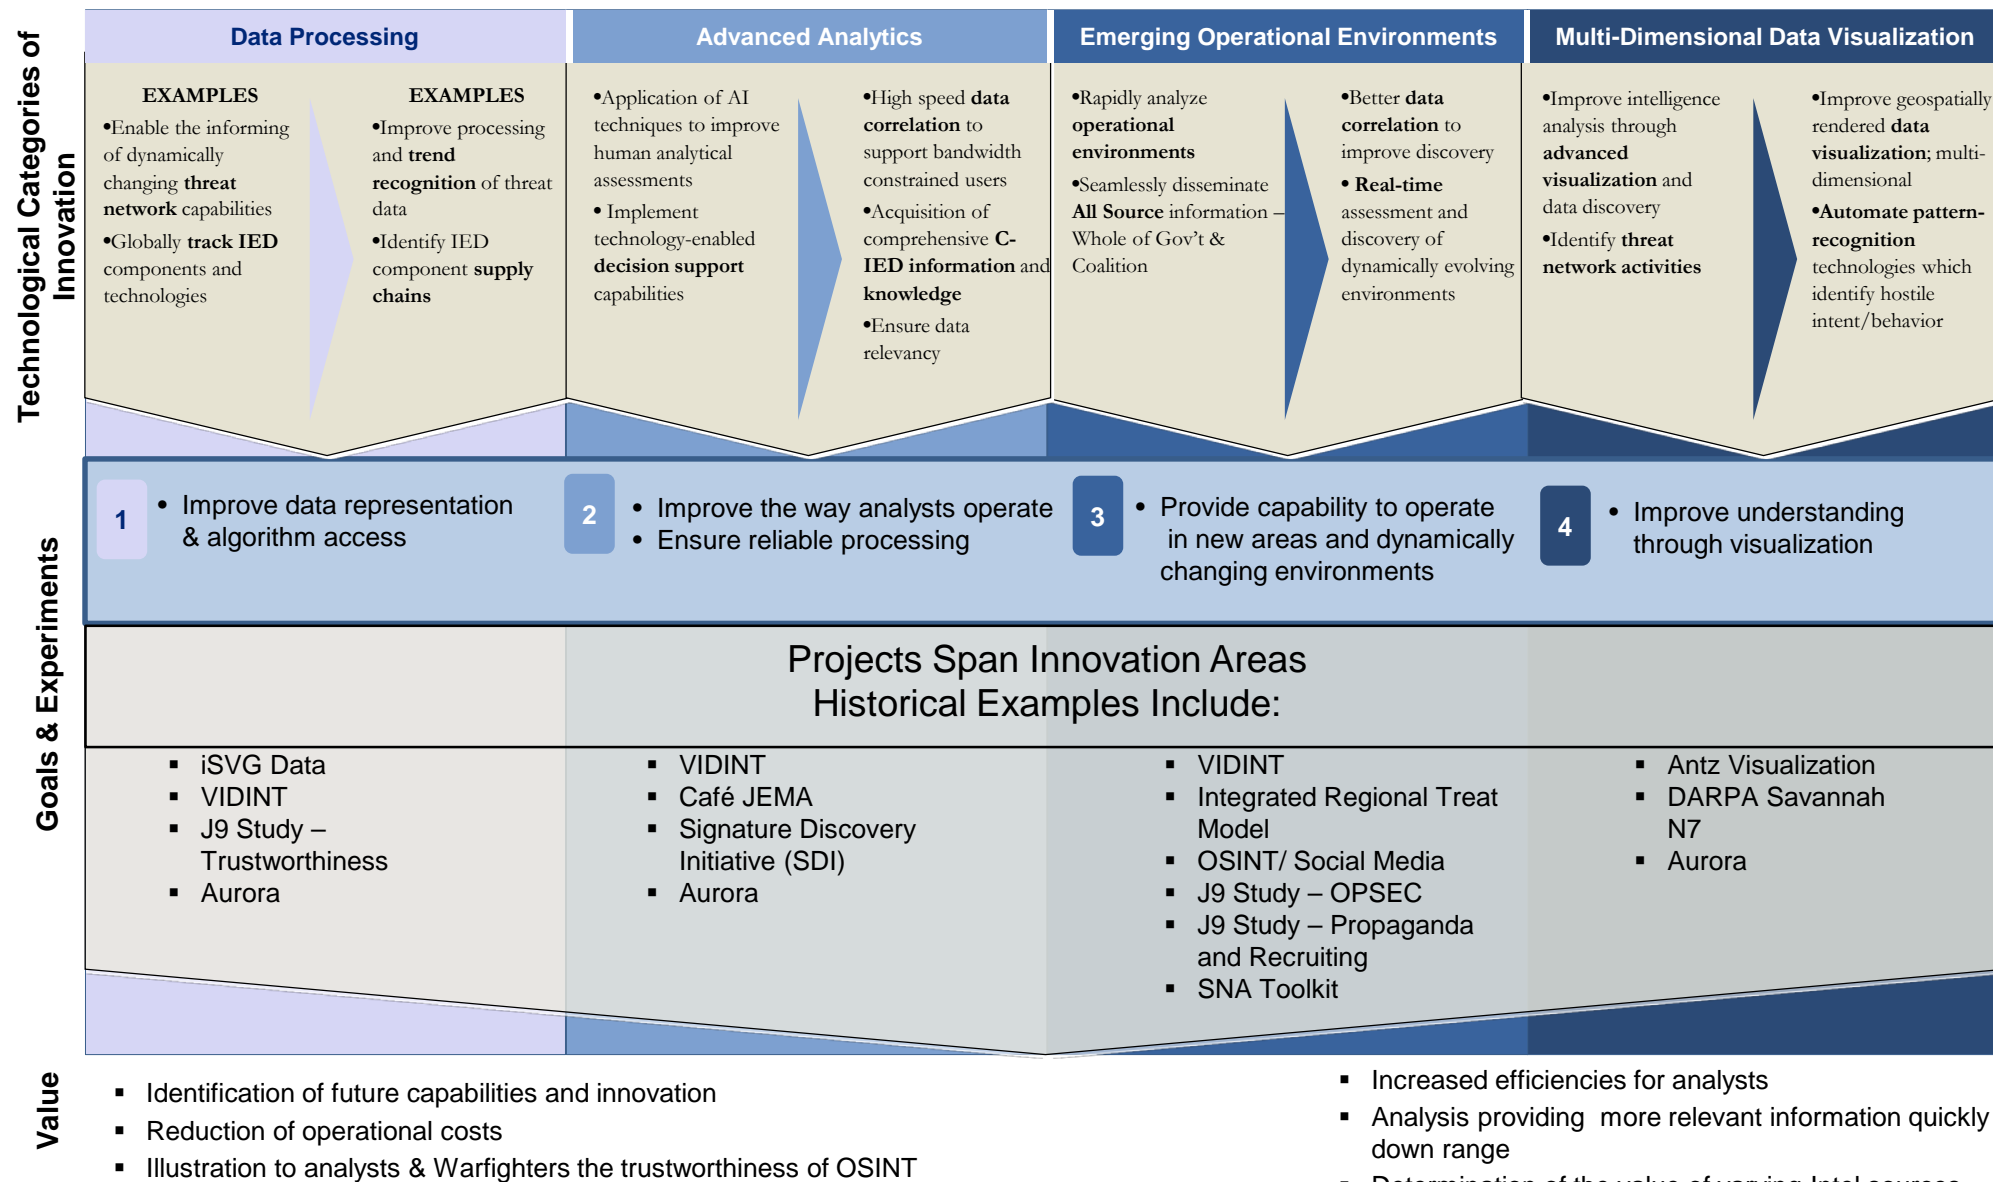 Technological Categories of
Innovation
Data Processing
EXAMPLES
•Enable the informing
of dynamically
changing threat
network capabilities
•Globally track IED
components and
technologies
EXAMPLES
•Improve processing
and trend
recognition of threat
data
•Identify IED
component supply
chains
Advanced Analytics
•Application of AI
techniques to improve
human analytical
assessments
• Implement
technology-enabled
decision support
capabilities
•High speed data
correlation to
support bandwidth
constrained users
•Acquisition of
comprehensive C-
IED information and
knowledge
•Ensure data
relevancy
Emerging Operational Environments
•Rapidly analyze
operational
environments
•Seamlessly disseminate
All Source information –
Whole of Gov't &
Coalition
•Better data
correlation to
improve discovery
• Real-time
assessment and
discovery of
dynamically evolving
environments
Multi-Dimensional Data Visualization
•Improve intelligence
analysis through
advanced
visualization and
data discovery
•Identify threat
network activities
•Improve geospatially
rendered data
visualization; multi-
dimensional
•Automate pattern-
recognition
technologies which
identify hostile
intent/behavior
Goals & Experiments
1
• Improve data representation
& algorithm access
2
• Improve the way analysts operate
• Ensure reliable processing
3
• Provide capability to operate
in new areas and dynamically
changing environments
4
• Improve understanding
through visualization
Projects Span Innovation Areas
Historical Examples Include:
▪ iSVG Data
▪ VIDINT
▪ J9 Study –
Trustworthiness
▪ Aurora
▪ VIDINT
▪ Café JEMA
▪ Signature Discovery
Initiative (SDI)
▪ Aurora
▪ VIDINT
▪ Integrated Regional Treat
Model
▪ OSINT/ Social Media
▪ J9 Study – OPSEC
▪ J9 Study – Propaganda
and Recruiting
▪ SNA Toolkit
▪ Antz Visualization
▪ DARPA Savannah
N7
▪ Aurora
Value
▪ Identification of future capabilities and innovation
▪ Reduction of operational costs
▪ Illustration to analysts & Warfighters the trustworthiness of OSINT
▪ Increased efficiencies for analysts
▪ Analysis providing  more relevant information quickly
down range
▪ Determination of the value of varying Intel sources